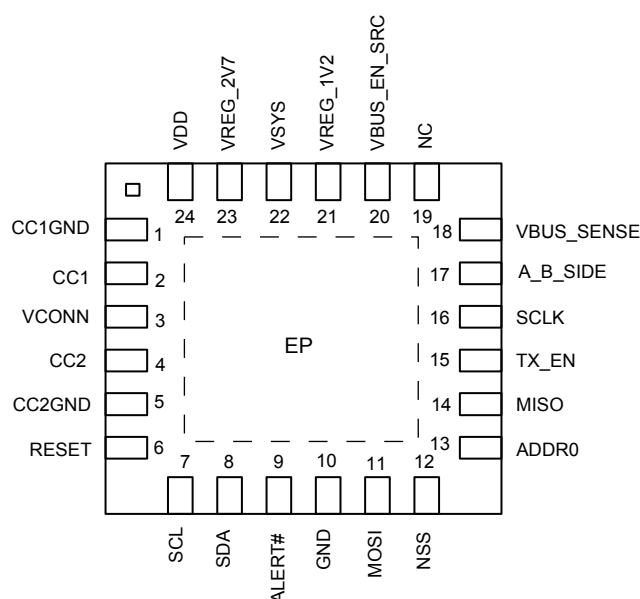 VDD
VREG_2V7
VSYS
VREG_1V2
VBUS_EN_SRC
NC
24
23
22
21
20
19
CC1GND
1
CC1
2
VCONN
3
CC2
4
CC2GND
5
RESET
6
EP
18
VBUS_SENSE
17
A_B_SIDE
16
SCLK
15
TX_EN
14
MISO
13
ADDR0
7
8
9
10
11
12
SCL
SDA
ALERT#
GND
MOSI
NSS